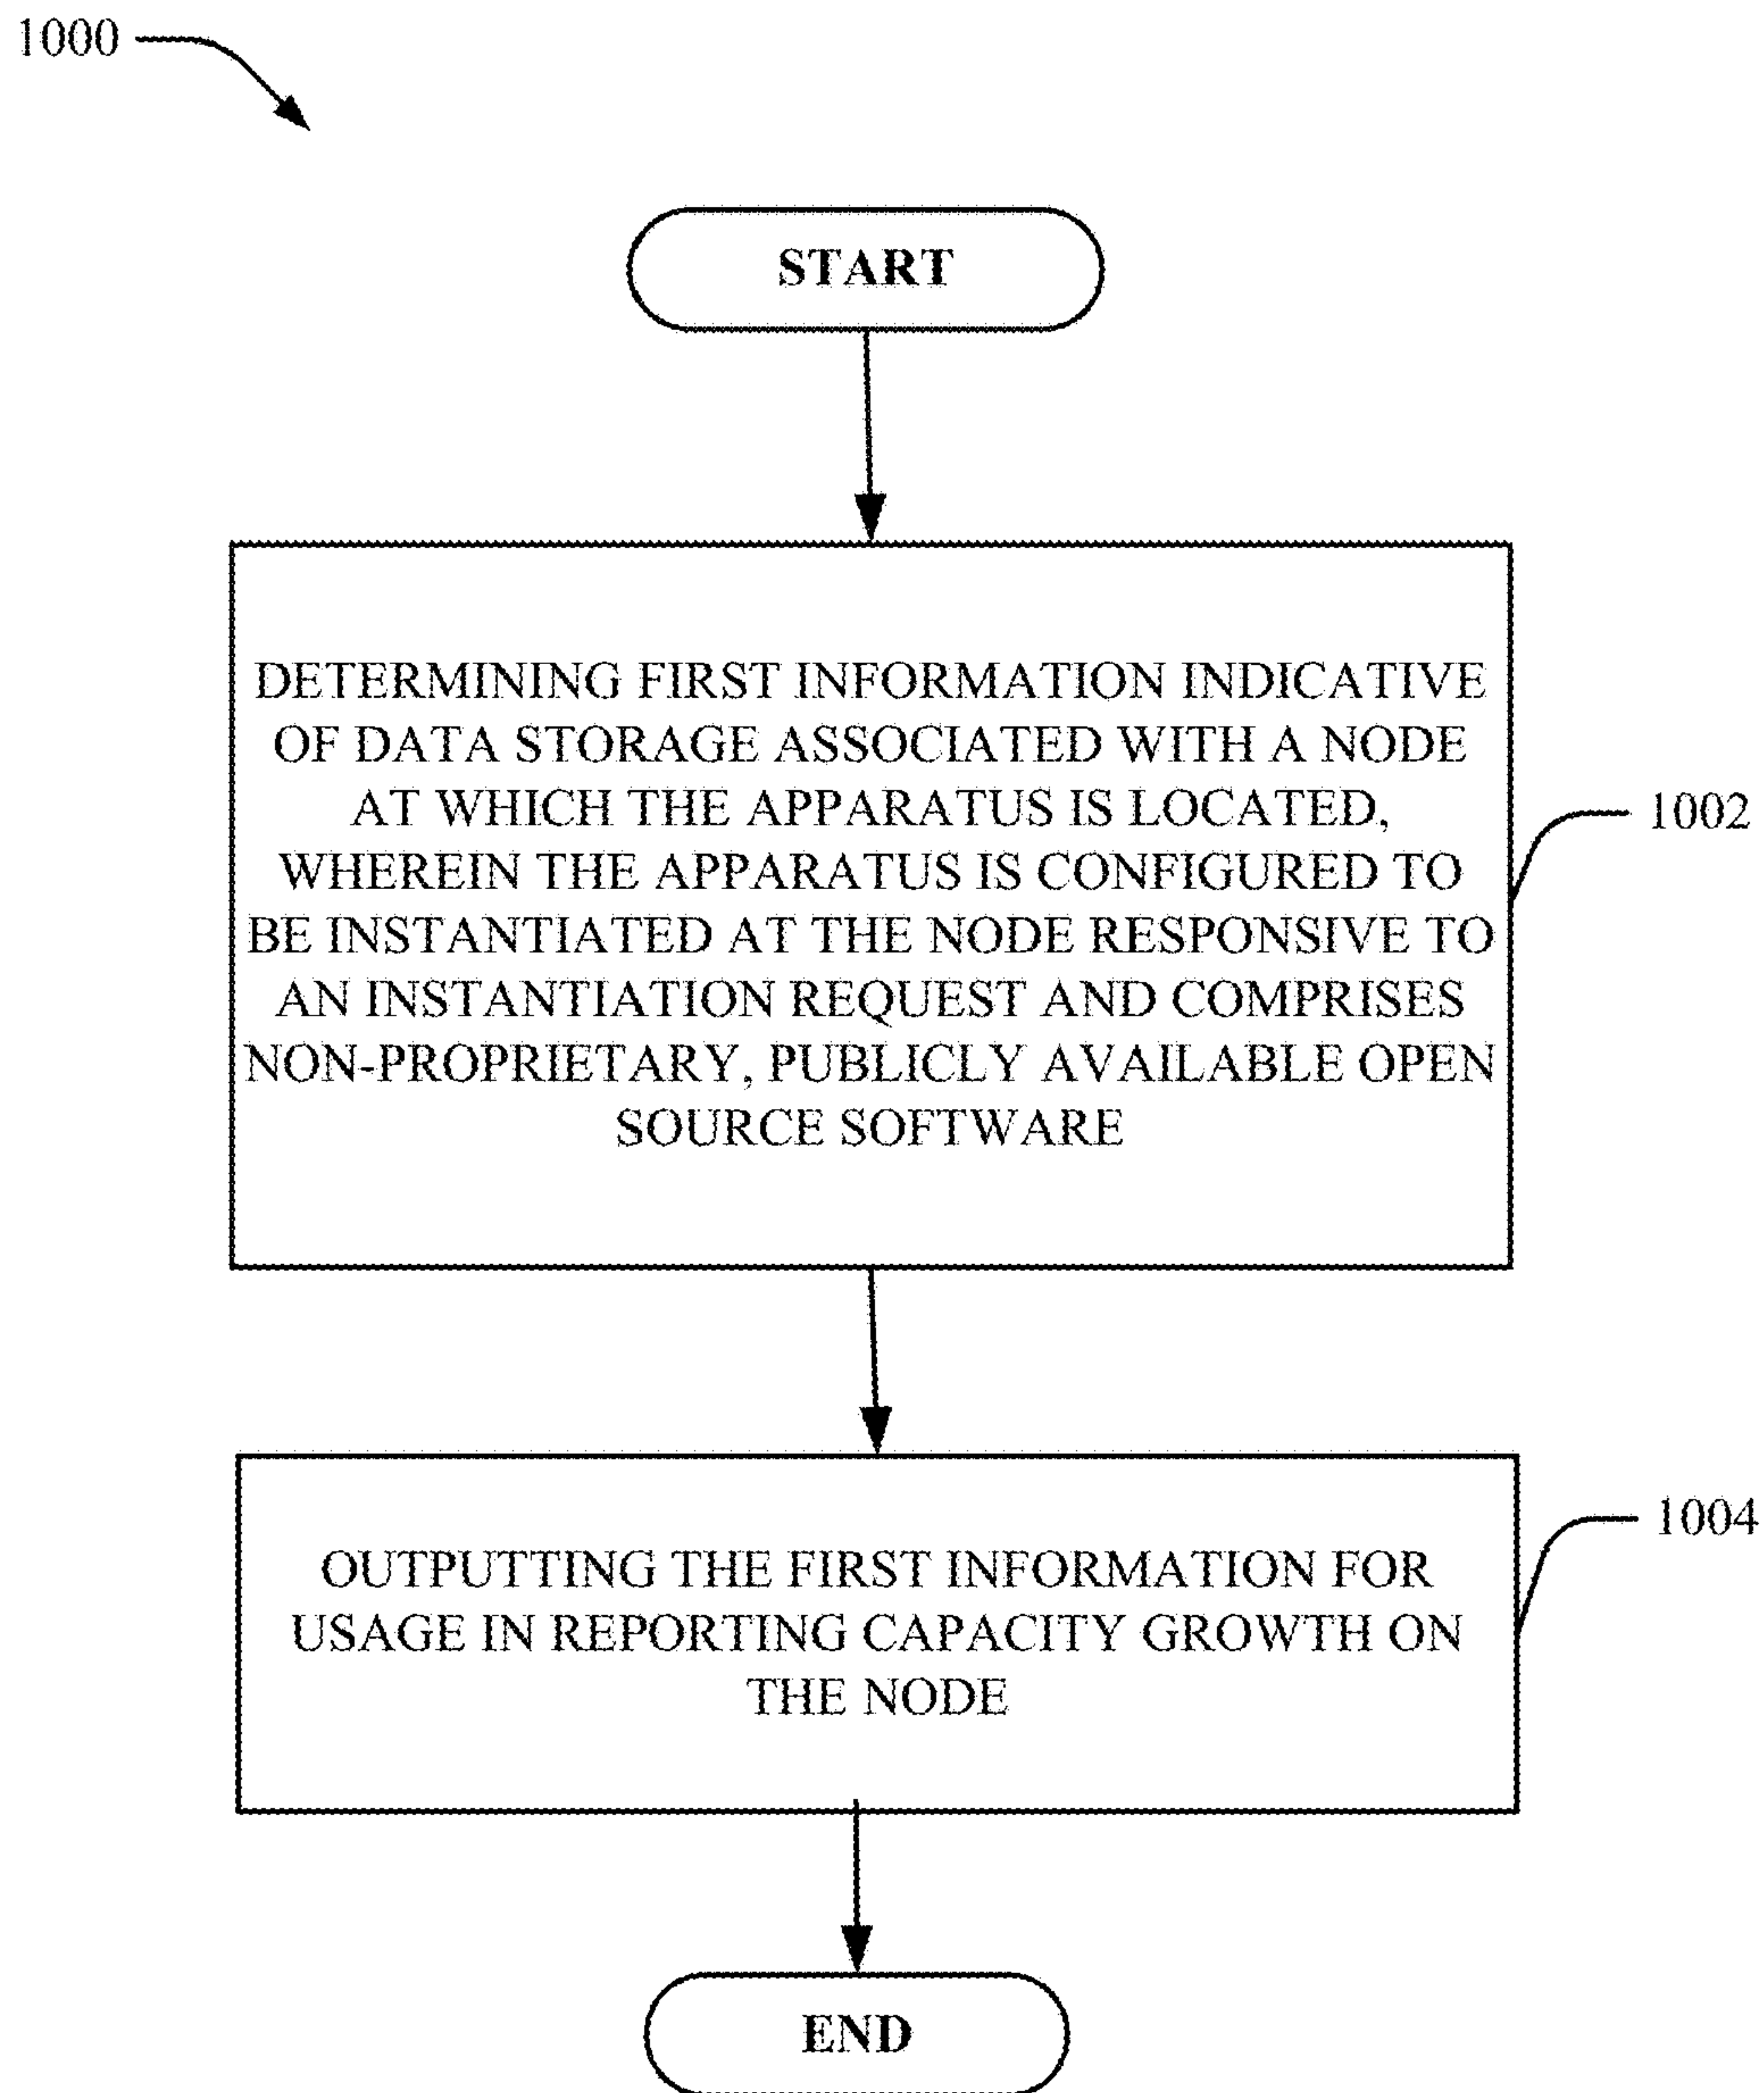 1000
START
DETERMINING FIRST INFORMATION INDICATIVE
OF DATA STORAGE ASSOCIATED WITH A NODE
AT WHICH THE APPARATUS IS LOCATED,
WHEREIN THE APPARATUS IS CONFIGURED TO
BE INSTANTIATED AT THE NODE RESPONSIVE TO
AN INSTANTIATION REQUEST AND COMPRISES
NON-PROPRIETARY, PUBLICLY AVAILABLE OPEN
SOURCE SOFTWARE
1002
OUTPUTTING THE FIRST INFORMATION FOR
USAGE IN REPORTING CAPACITY GROWTH ON
THE NODE
1004
END